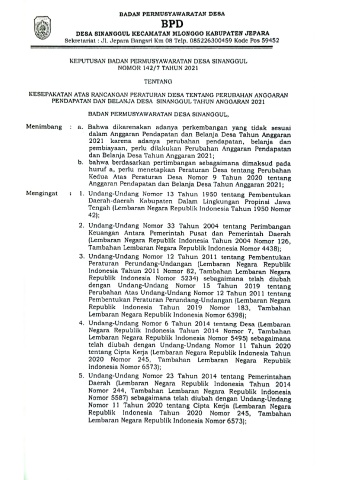 BADAN PERMUSYAWARATAN DESA
BPD
DESA SINANGGUL KECAMATAN MLONGGO KABUPATEN JEPARA
Sekretariat : Jl. Jepara Bangsri Km 08 Telp. 085226300459 Kode Pos 59452
KEPUTUSAN BADAN PERMUSYAWARATAN DESA SINANGGUL
NOMOR 142/7 TAHUN 2021
TENTANG
KESEPAKATAN ATAS RANCANGAN PERATURAN DESA TENTANG PERUBAHAN ANGGARAN
PENDAPATAN DAN BELANJA DESA SINANGGUL TAHUN ANGGARAN 2021
BADAN PERMUSYAWARATAN DESA SINANGGUL,
Menimbang : a. Bahwa dikarenakan adanya perkembangan yang tidak sesuai
dalam Anggaran Pendapatan dan Belanja Desa Tahun Anggaran
2021 karena adanya perubahan pendapatan, belanja dan
pembiayaan, perlu dilakukan Perubahan Anggaran Pendapatan
dan Belanja Desa Tahun Anggaran 2021;
b. bahwa berdasarkan pertimbangan sebagaimana dimaksud pada
huruf a, perlu menetapkan Peraturan Desa tentang Perubahan
Kedua Atas Peraturan Desa Nomor 9 Tahun 2020 tentang
Anggaran Pendapatan dan Belanja Desa Tahun Anggaran 2021;
Mengingat : 1. Undang-Undang Nomor 13 Tahun 1950 tentang Pembentukan
Daerah-daerah Kabupaten Dalam Lingkungan Propinsi Jawa
Tengah (Lembaran Negara Republik Indonesia Tahun 1950 Nomor
42);
2. Undang-Undang Nomor 33 Tahun 2004 tentang Perimbangan
Keuangan Antara Pemerintah Pusat dan Pemerintah Daerah
(Lembaran Negara Republik Indonesia Tahun 2004 Nomor 126,
Tambahan Lembaran Negara Republik Indonesia Nomor 4438);
3. Undang-Undang Nomor 12 Tahun 2011 tentang Pembentukan
Peraturan Perundang-Undangan (Lembaran Negara Republik
Indonesia Tahun 2011 Nomor 82, Tambahan Lembaran Negara
Republik Indonesia Nomor 5234) sebagaimana telah diubah
dengan Undang-Undang Nomor 15 Tahun 2019 tentang
Perubahan Atas Undang-Undang Nomor 12 Tahun 2011 tentang
Pembentukan Peraturan Perundang-Undangan (Lembaran Negara
Republik Indonesia Tahun 2019 Nomor 183, Tambahan
Lembaran Negara Republik Indonesia Nomor 6398);
4. Undang-Undang Nomor 6 Tahun 2014 tentang Desa (Lembaran
Negara Republik Indonesia Tahun 2014 Nomor 7, Tambahan
Lembaran Negara Republik Indonesia Nomor 5495) sebagaimana
telah diubah dengan Undang-Undang Nomor 11 Tahun 2020
tentang Cipta Kerja (Lembaran Negara Republik Indonesia Tahun
2020 Nomor 245, Tambahan Lembaran Negara Republik
Indonesia Nomor 6573);
5. Undang-Undang Nomor 23 Tahun 2014 tentang Pemerintahan
Daerah (Lembaran Negara Republik Indonesia Tahun 2014
Nomor 244, Tambahan Lembaran Negara Republik Indonesia
Nomor 5587) sebagaimana telah diubah dengan Undang-Undang
Nomor 11 Tahun 2020 tentang Cipta Kerja (Lembaran Negara
Republik Indonesia Tahun 2020 Nomor 245, Tambahan
Lembaran Negara Republik Indonesia Nomor 6573);